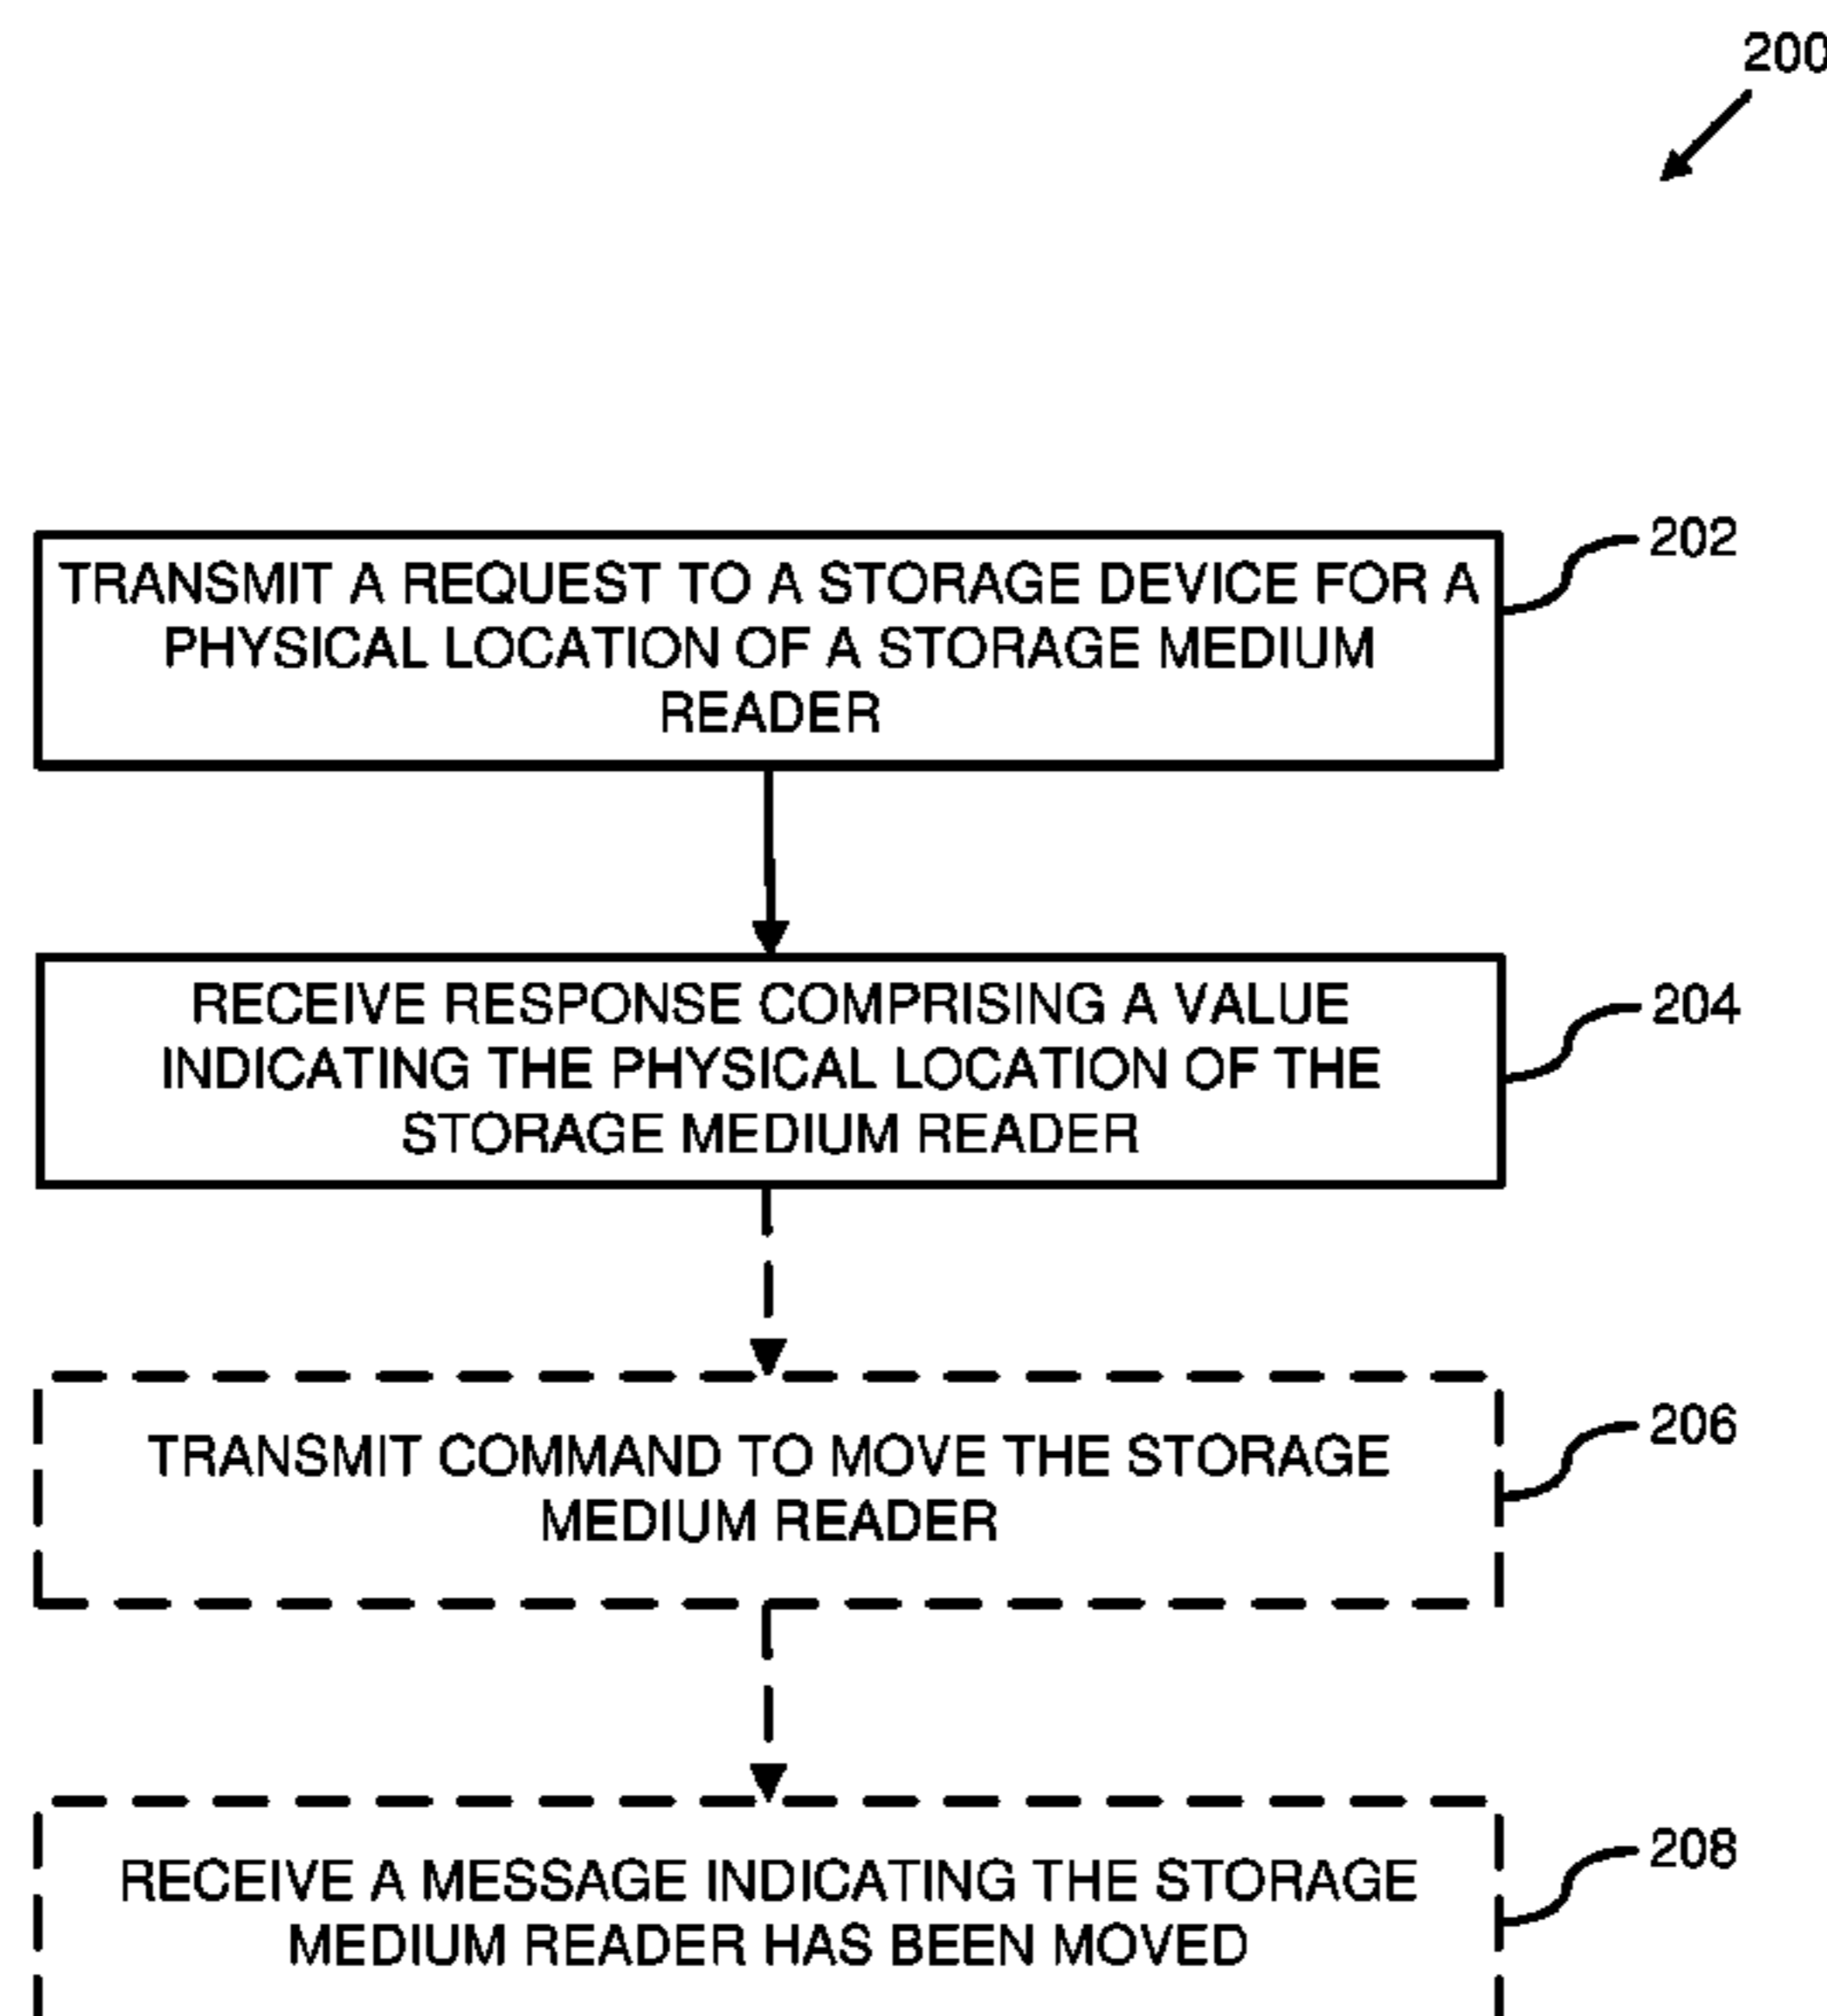 200
TRANSMIT A REQUEST TO A STORAGE DEVICE FOR A
PHYSICAL LOCATION OF A STORAGE MEDIUM
READER
202
RECEIVE RESPONSE COMPRISING A VALUE
INDICATING THE PHYSICAL LOCATION OF THE
STORAGE MEDIUM READER
204
TRANSMIT COMMAND TO MOVE THE STORAGE
MEDIUM READER
206
RECEIVE A MESSAGE INDICATING THE STORAGE
MEDIUM READER HAS BEEN MOVED
208